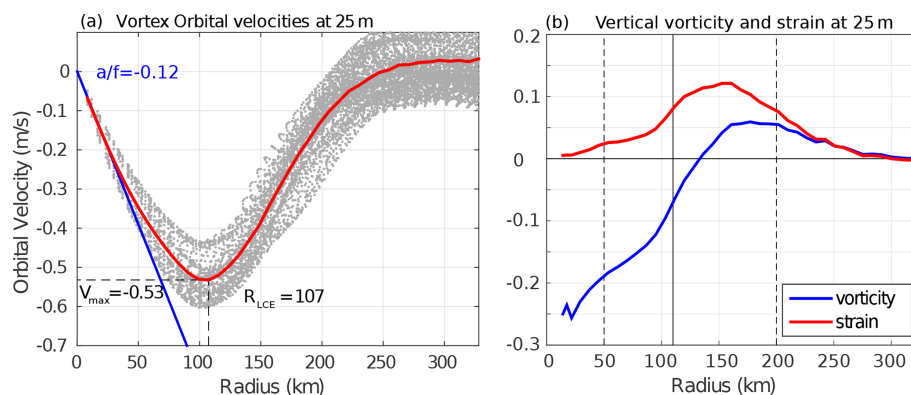 (a) Vortex Orbital velocities at 25 m
a/f=-0.12
0
-0.1
-0.2
-0.3
-0.4
-0.5
-0.6
-0.7
Orbital Velocity (m/s)
Vmax=-0.53
RLCE =107
0 50 100 150 200 250 300
Radius (km)
(b) Vertical vorticity and strain at 25 m
0.2
0.1
0
-0.1
-0.2
-0.3
vorticity
strain
0 50 100 150 200 250 300
Radius (km)